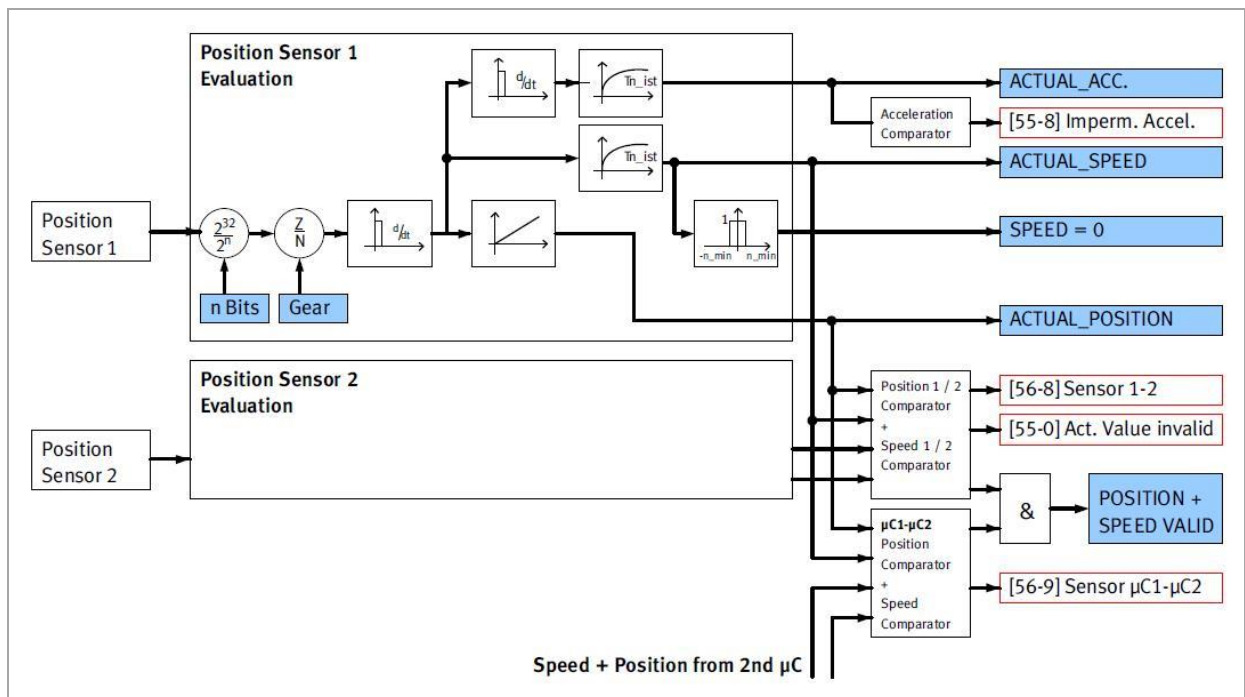 Position Sensor 1
Evaluation
d/dt
Tn_ist
ACTUAL_ACC.
Acceleration
Comparator
[55-8] Imperm. Accel.
Tn_ist
ACTUAL_SPEED
Position
Sensor 1
2^32
2^n
Z
N
d/dt
1
-n_min
n_min
SPEED = 0
n Bits
Gear
ACTUAL_POSITION
Position Sensor 2
Evaluation
Position
Sensor 2
Position 1 / 2
Comparator
+
Speed 1 / 2
Comparator
[56-8] Sensor 1-2
[55-0] Act. Value invalid
&
POSITION +
SPEED VALID
µC1-µC2
Position
Comparator
+
Speed
Comparator
[56-9] Sensor µC1-µC2
Speed + Position from 2nd µC